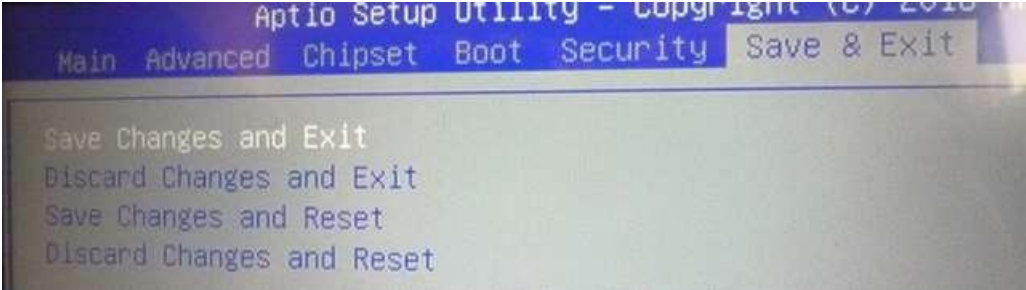 Aptio Setup Utility - Copyright (C)
Main Advanced Chipset Boot Security Save & Exit
Save Changes and Exit
Discard Changes and Exit
Save Changes and Reset
Discard Changes and Reset